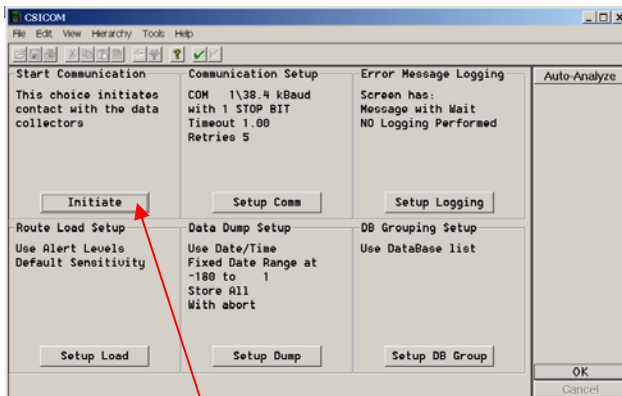 CSICOM
File Edit View Hierarchy Tools Help
Start Communication
This choice initiates
contact with the data
collectors
Initiate
Communication Setup
COM 1\38.4 kBaud
with 1 STOP BIT
Timeout 1.00
Retries 5
Setup Comm
Error Message Logging
Screen has:
Message with Wait
NO Logging Performed
Setup Logging
Auto-Analyze
Route Load Setup
Use Alert Levels
Default Sensitivity
Setup Load
Data Dump Setup
Use Date/Time
Fixed Date Range at
-180 to 1
Store All
With abort
Setup Dump
DB Grouping Setup
Use DataBase list
Setup DB Group
OK
Cancel